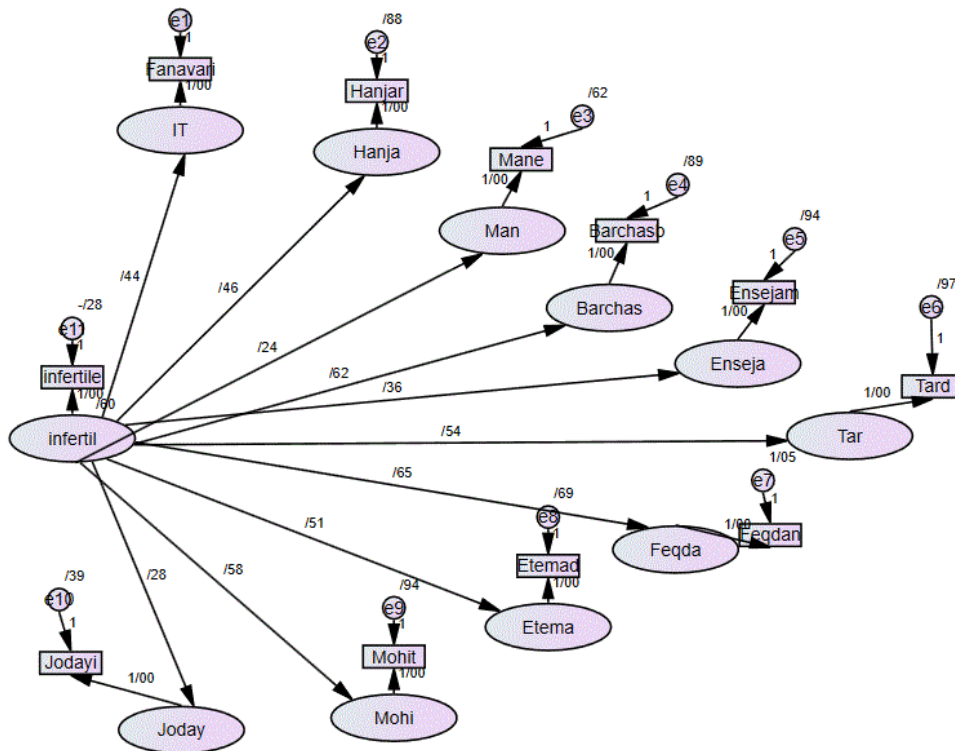 e1
1
Fanavari
1/00
IT
/88
e2
1
Hanjar
1/00
Hanja
/62
e3
1
Mane
1/00
Man
/89
e4
1
Barchasb
1/00
Barchas
/94
e5
1
Ensejam
1/00
Enseja
/97
e6
1
Tard
1/00
Tar
/44
/46
/24
/62
/36
/54
/65
/51
/58
/28
-/28
e11
1
infertile
1/00
/60
infertil
1/05
e7
1
Feqdan
1/00
Feqda
/69
e8
1
Etemad
1/00
Etema
/94
e9
1
Mohit
1/00
Mohi
/39
e10
1
Jodayi
1/00
Joday